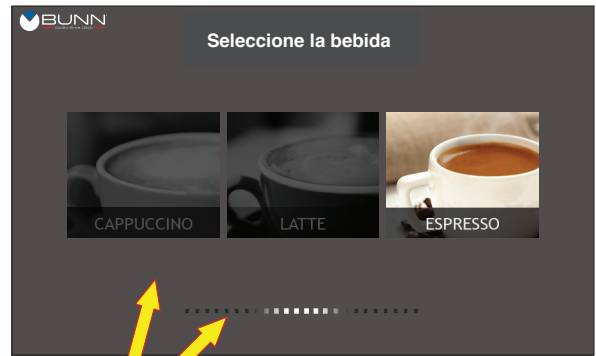 BUNN
Seleccione la bebida
CAPPUCCINO
LATTE
ESPRESSO